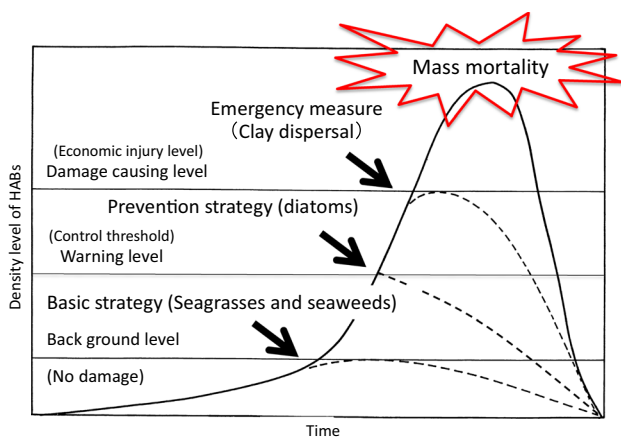 Mass mortality
Emergency measure
（Clay dispersal）
(Economic injury level)
Damage causing level
Prevention strategy (diatoms)
(Control threshold)
Warning level
Basic strategy (Seagrasses and seaweeds)
Back ground level
(No damage)
Density level of HABs
Time